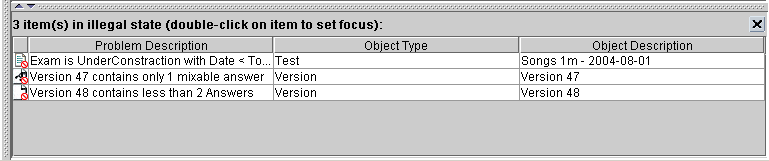 3 item(s) in illegal state (double-click on item to set focus):
Problem Description Object Type Object Description
Exam is UnderConstraction with Date < To... Test Songs 1m - 2004-08-01
Version 47 contains only 1 mixable answer Version Version 47
Version 48 contains less than 2 Answers Version Version 48